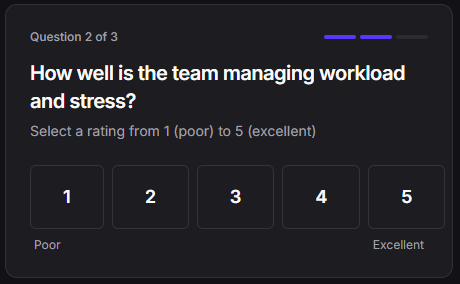 Question 2 of 3
How well is the team managing workload
and stress?
Select a rating from 1 (poor) to 5 (excellent)
1 2 3 4 5
Poor Excellent